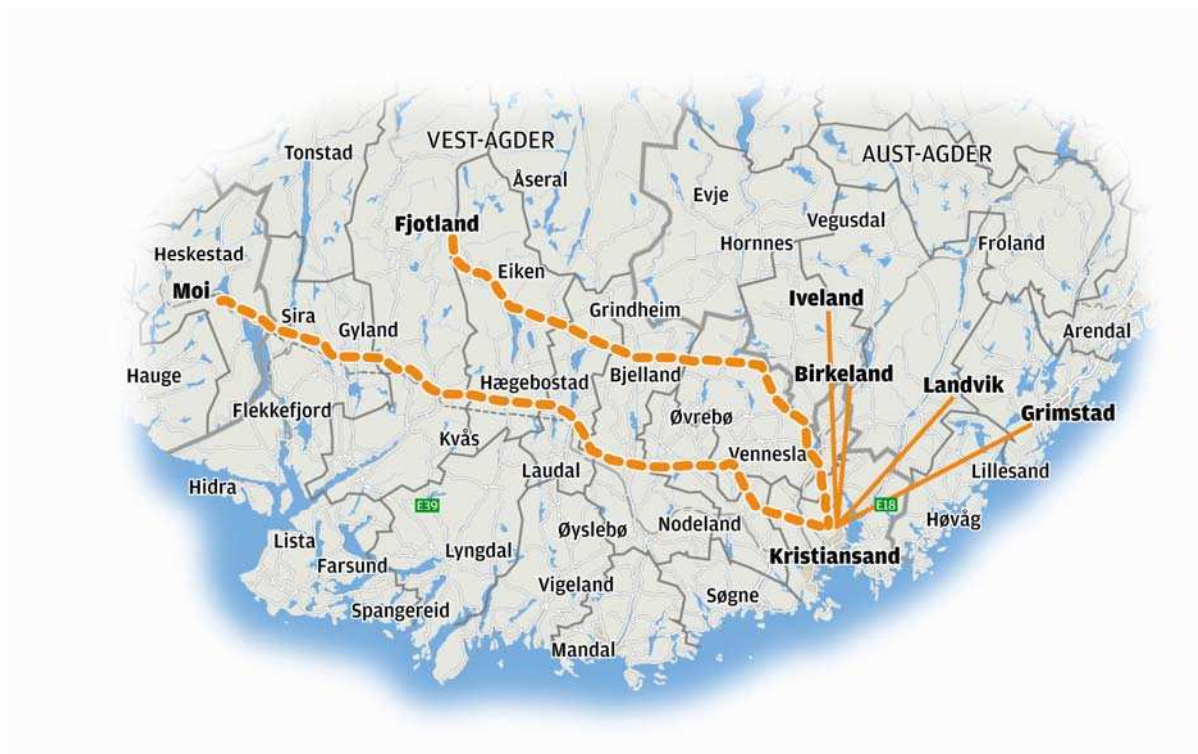 VEST-AGDER
AUST-AGDER
Tonstad
Åseral
Evje
Vegusdal
Fjotland
Hornnes
Froland
Heskestad
Eiken
Moi
Iveland
Sira
Grindheim
Gyland
Arendal
Hauge
Hægebostad
Bjelland
Birkeland
Landvik
Flekkefjord
Øvrebø
Grimstad
Kvås
Vennesla
Laudal
Lillesand
Hidra
E39
E18
Øyslebø
Nodeland
Høvåg
Lista
Lyngdal
Kristiansand
Farsund
Vigeland
Søgne
Spangereid
Mandal